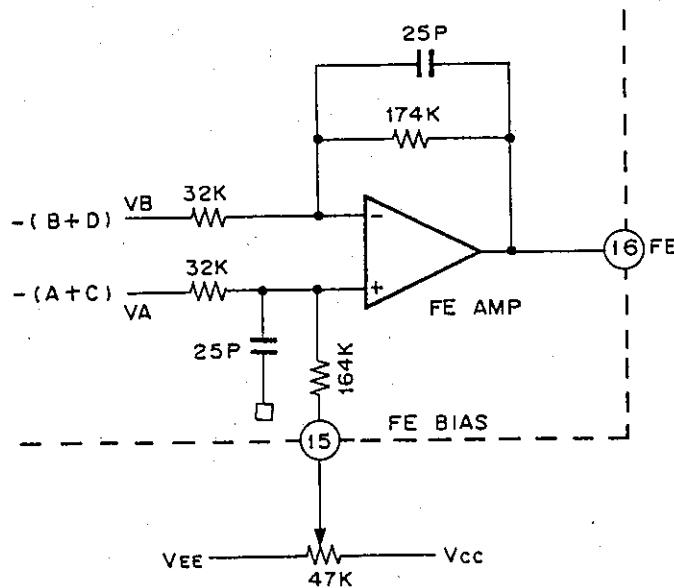 25P
174K
-(B+D) VB 32K
-
16 FE
-(A+C) VA 32K
+
FE AMP
25P
164K
15 FE BIAS
VEE VCC
47K